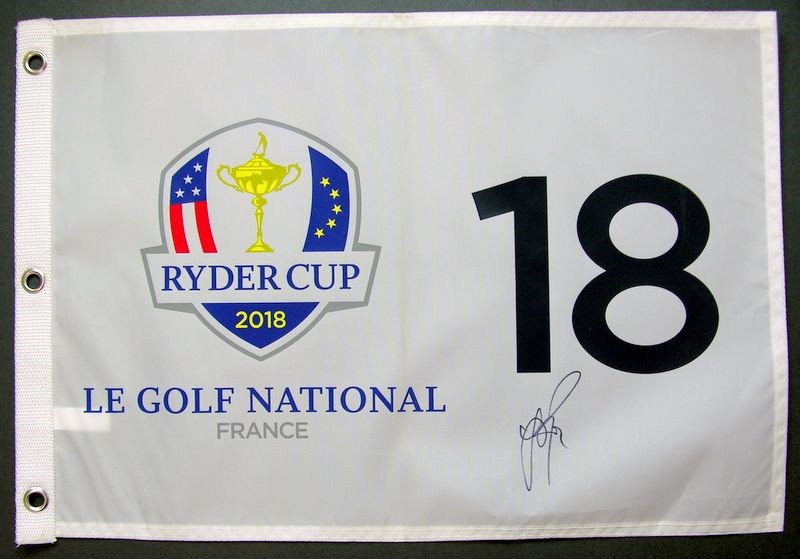 RYDER CUP
2018
LE GOLF NATIONAL
FRANCE
18